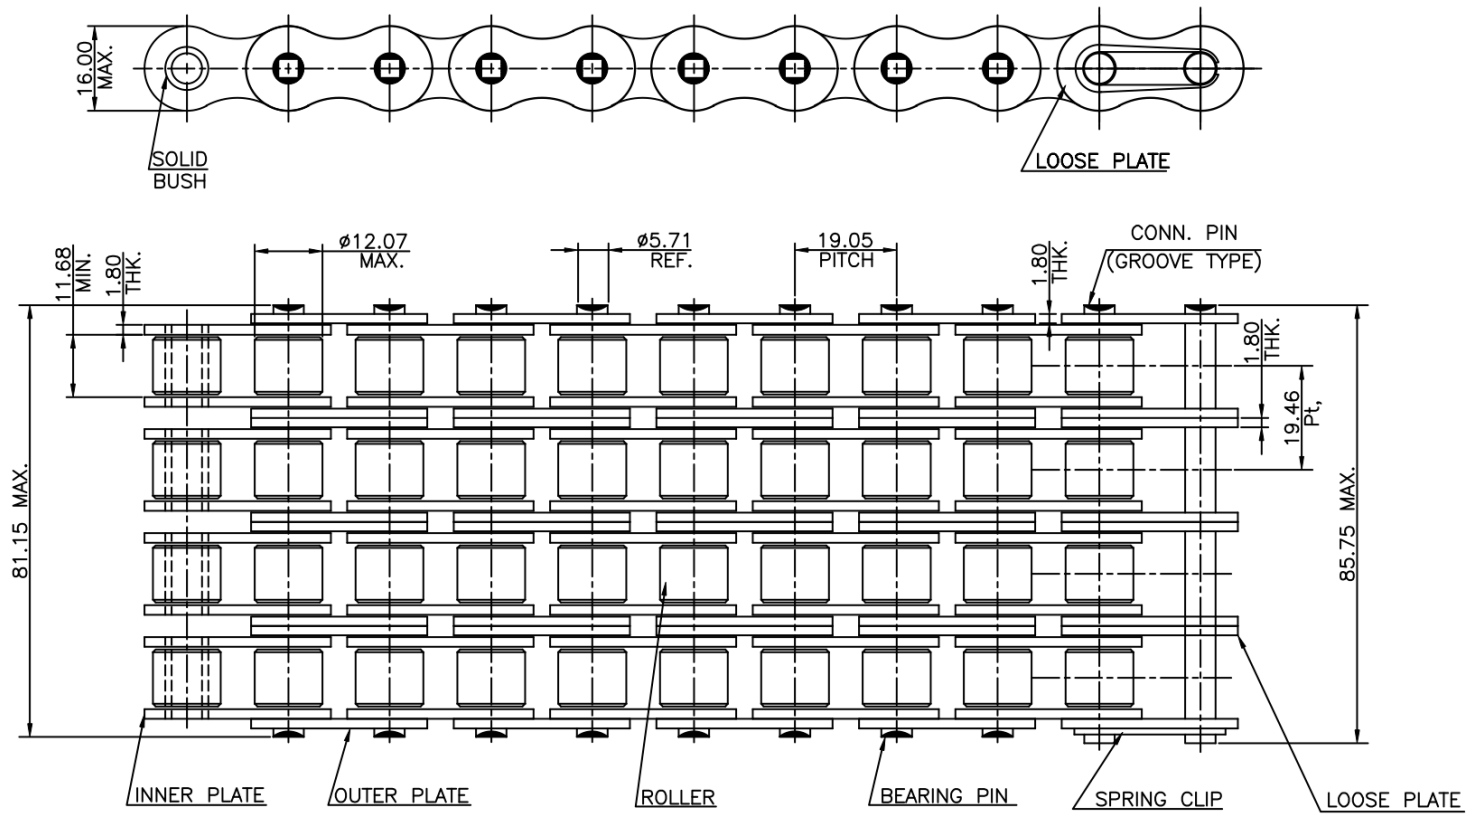 16.00
MAX.
SOLID
BUSH
LOOSE PLATE
11.68
MIN.
1.80
THK.
ø12.07
MAX.
ø5.71
REF.
19.05
PITCH
1.80
THK.
CONN. PIN
(GROOVE TYPE)
1.80
THK.
19.46
Pt,
81.15 MAX.
85.75 MAX.
INNER PLATE
OUTER PLATE
ROLLER
BEARING PIN
SPRING CLIP
LOOSE PLATE